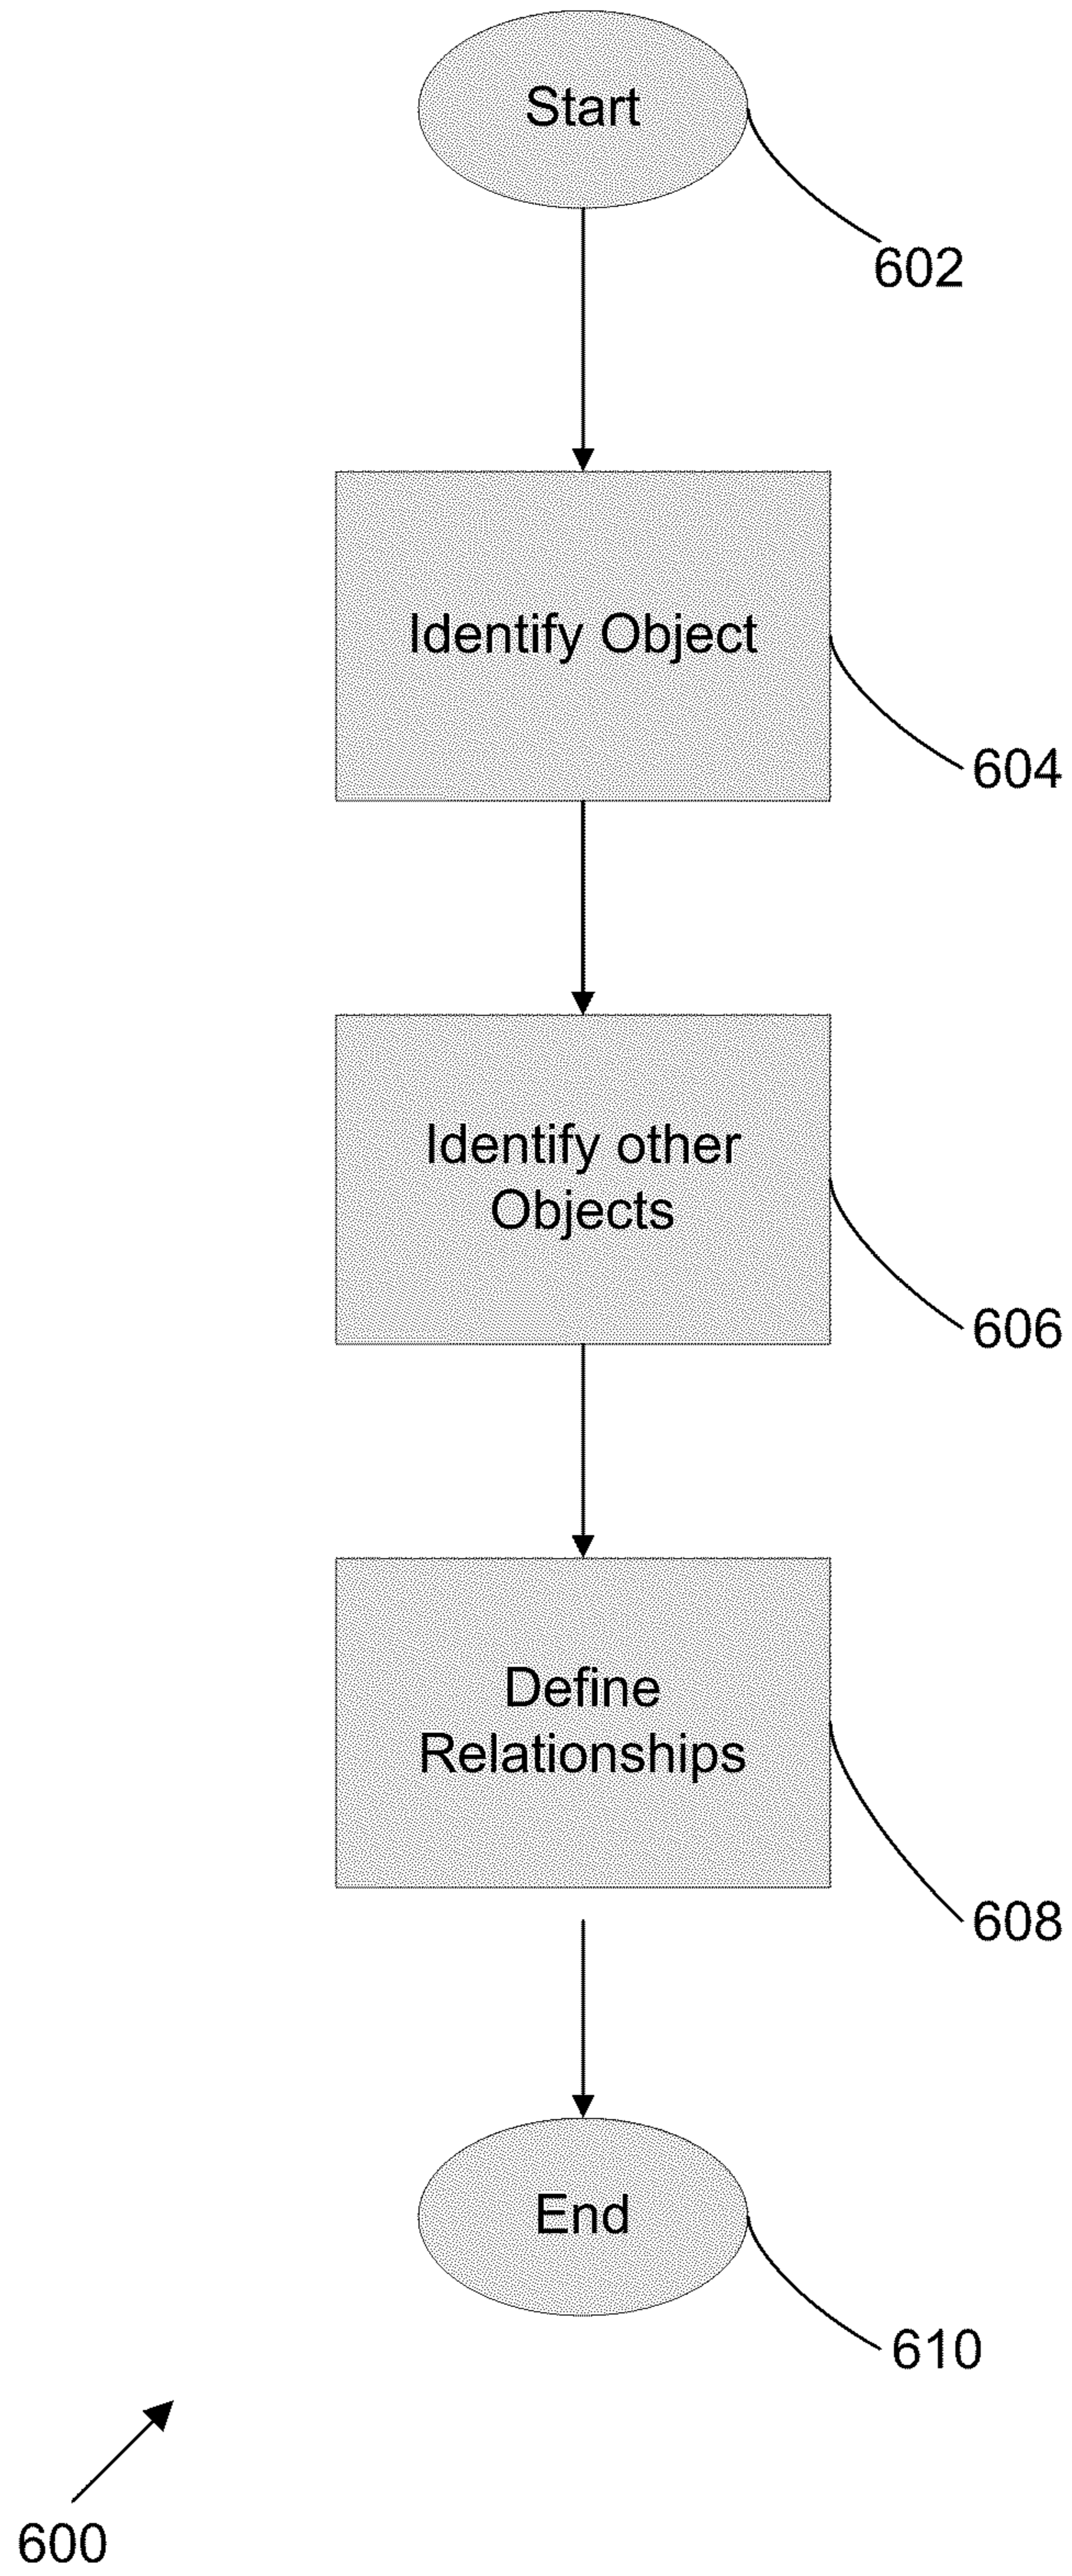 Start
602
Identify Object
604
Identify other
Objects
606
Define
Relationships
608
End
610
600